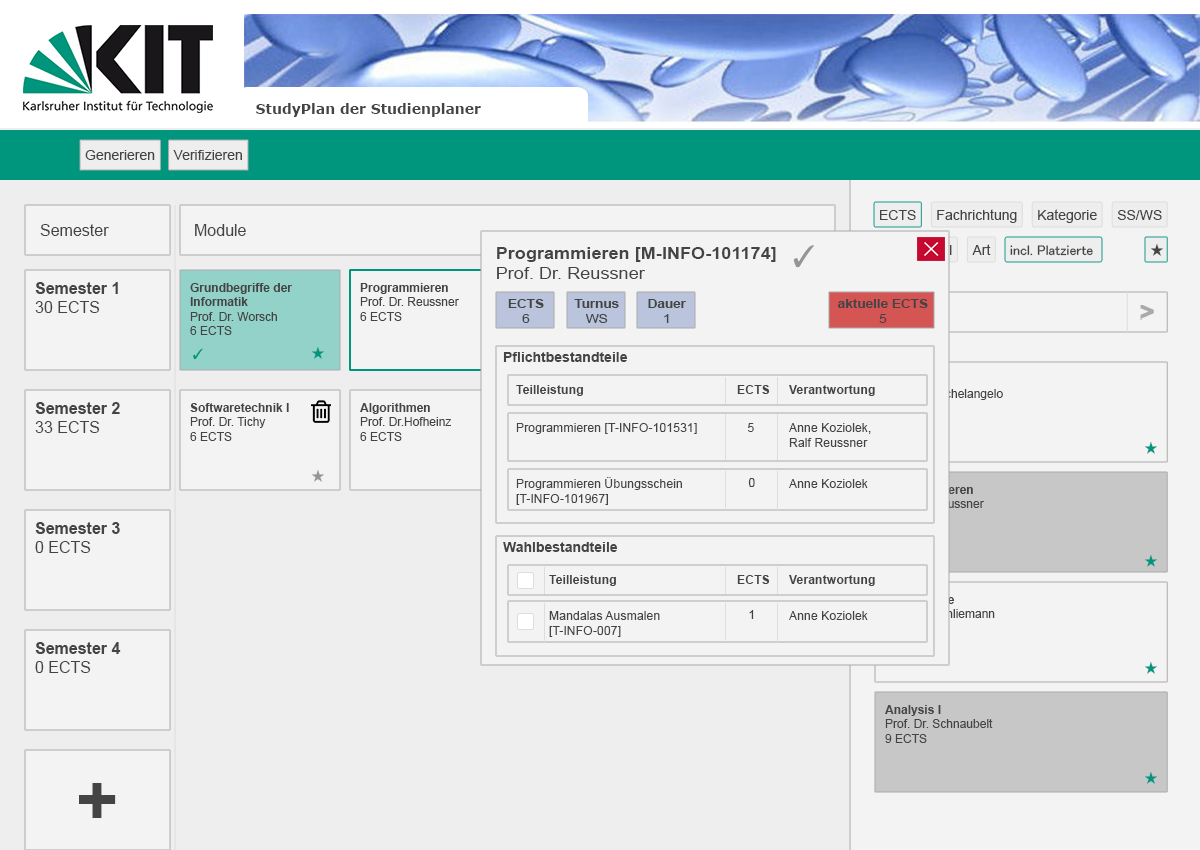 KIT
Karlsruher Institut für Technologie
StudyPlan der Studienplaner
Generieren
Verifizieren
Semester
Module
ECTS
Fachrichtung
Kategorie
SS/WS
Art
incl. Platzierte
★
>
Semester 1
30 ECTS
Grundbegriffe der
Informatik
Prof. Dr. Worsch
6 ECTS
✓ ★
Programmieren
Prof. Dr. Reussner
6 ECTS
Semester 2
33 ECTS
Softwaretechnik I
Prof. Dr. Tichy
6 ECTS
★
Algorithmen
Prof. Dr.Hofheinz
6 ECTS
Semester 3
0 ECTS
Semester 4
0 ECTS
+
Programmieren [M-INFO-101174] ✓
Prof. Dr. Reussner
ECTS
6
Turnus
WS
Dauer
1
aktuelle ECTS
5
Pflichtbestandteile
Teilleistung ECTS Verantwortung
Programmieren [T-INFO-101531] 5 Anne Koziolek,
Ralf Reussner
Programmieren Übungsschein 0 Anne Koziolek
[T-INFO-101967]
Wahlbestandteile
Teilleistung ECTS Verantwortung
Mandalas Ausmalen 1 Anne Koziolek
[T-INFO-007]
chelangelo
★
eren
ussner
★
e
hliemann
★
Analysis I
Prof. Dr. Schnaubelt
9 ECTS
★